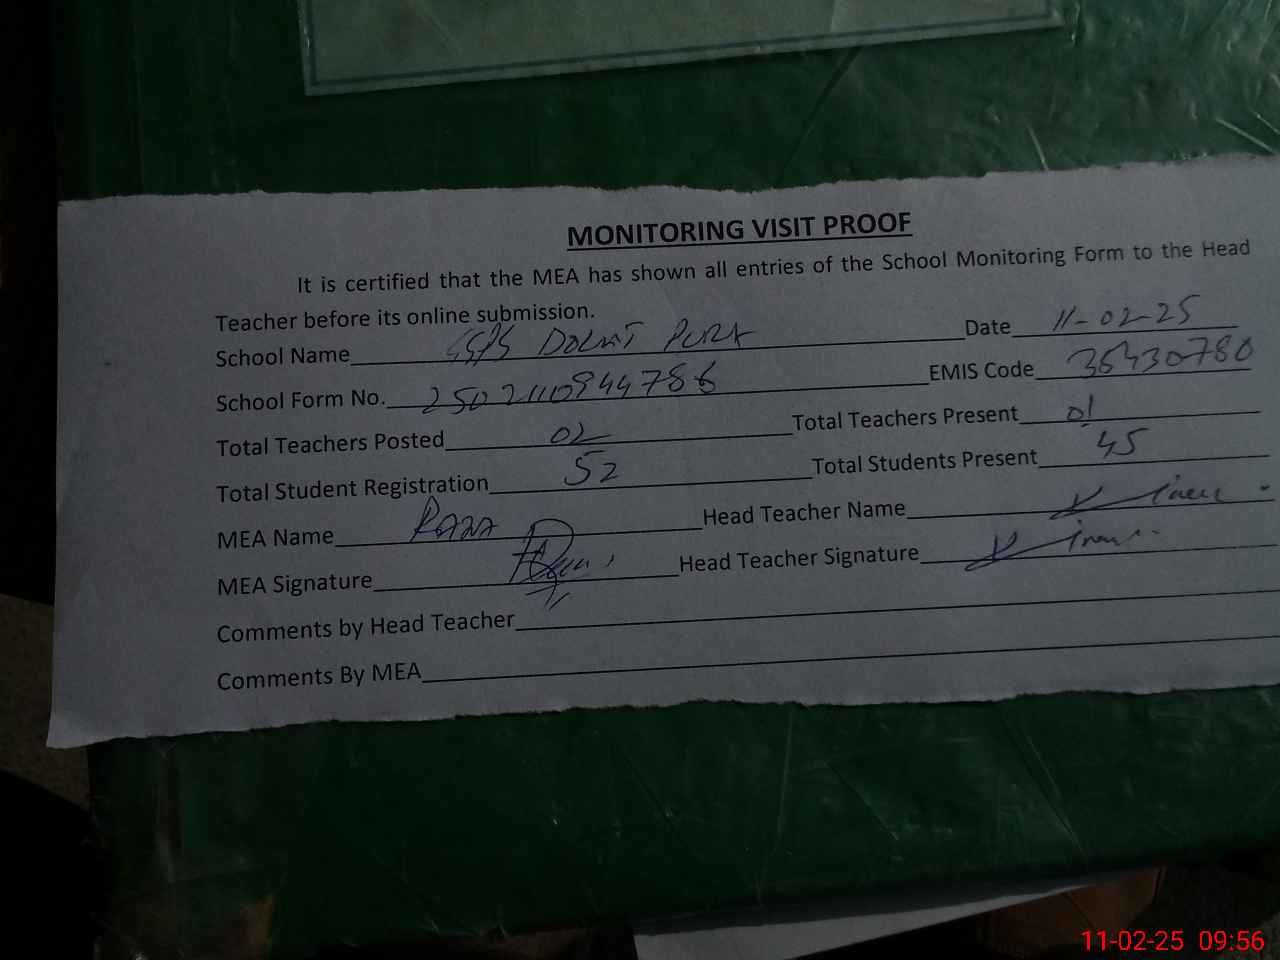 MONITORING VISIT PROOF
It is certified that the MEA has shown all entries of the School Monitoring Form to the Head
Teacher before its online submission.
School Name GGPS DOLAT PURA Date 11-02-25
School Form No. 2502110944786 EMIS Code 36430780
Total Teachers Posted 02 Total Teachers Present 01
Total Student Registration 52 Total Students Present 45
MEA Name RAZA Head Teacher Name
MEA Signature Head Teacher Signature
Comments by Head Teacher
Comments By MEA
11-02-25 09:56